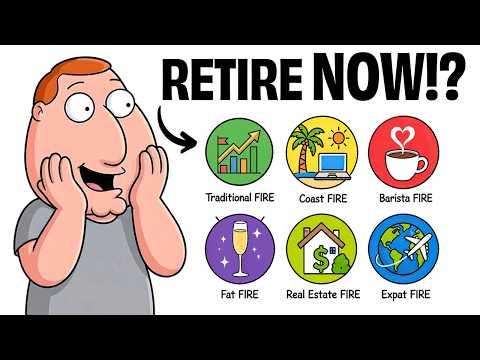 RETIRE NOW!?
Traditional FIRE
Coast FIRE
Barista FIRE
$
Fat FIRE
Real Estate FIRE
Expat FIRE